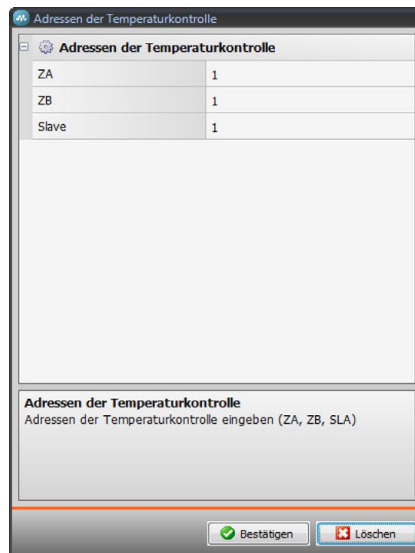 Adressen der Temperaturkontrolle
Adressen der Temperaturkontrolle
ZA 1
ZB 1
Slave 1
Adressen der Temperaturkontrolle
Adressen der Temperaturkontrolle eingeben (ZA, ZB, SLA)
Bestätigen Löschen